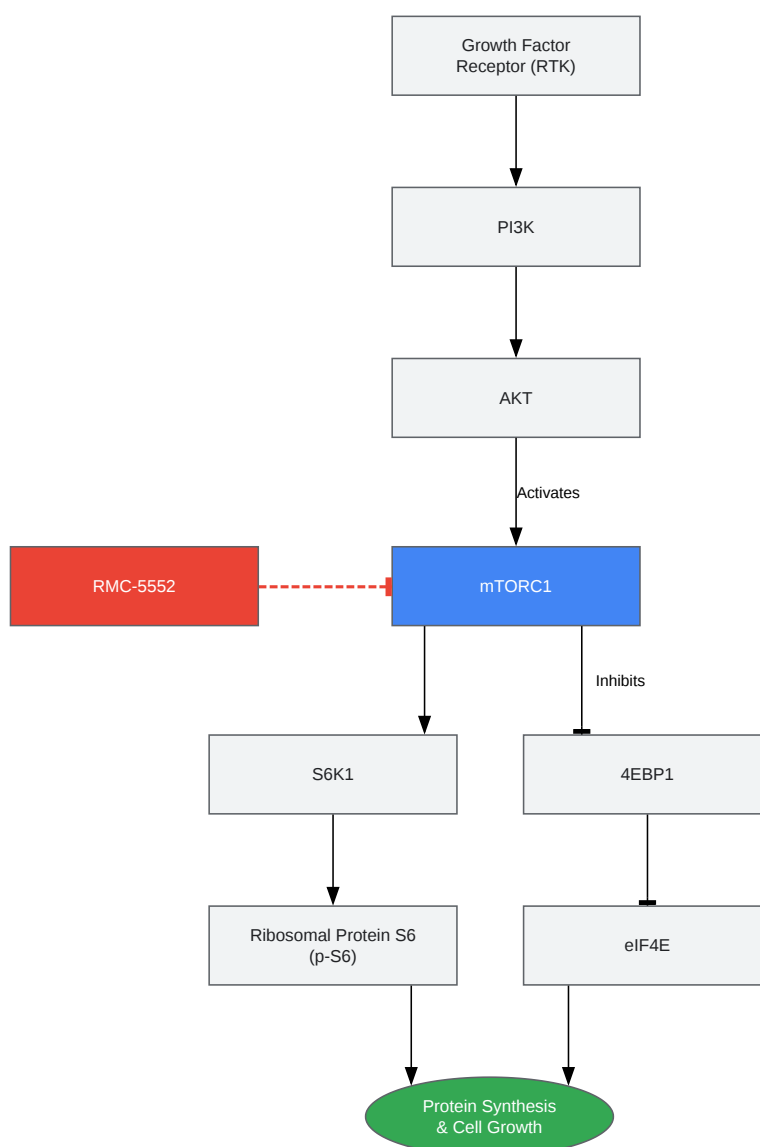 Growth Factor
Receptor (RTK)
PI3K
AKT
Activates
RMC-5552
mTORC1
Inhibits
S6K1
4EBP1
Ribosomal Protein S6
(p-S6)
eIF4E
Protein Synthesis
& Cell Growth